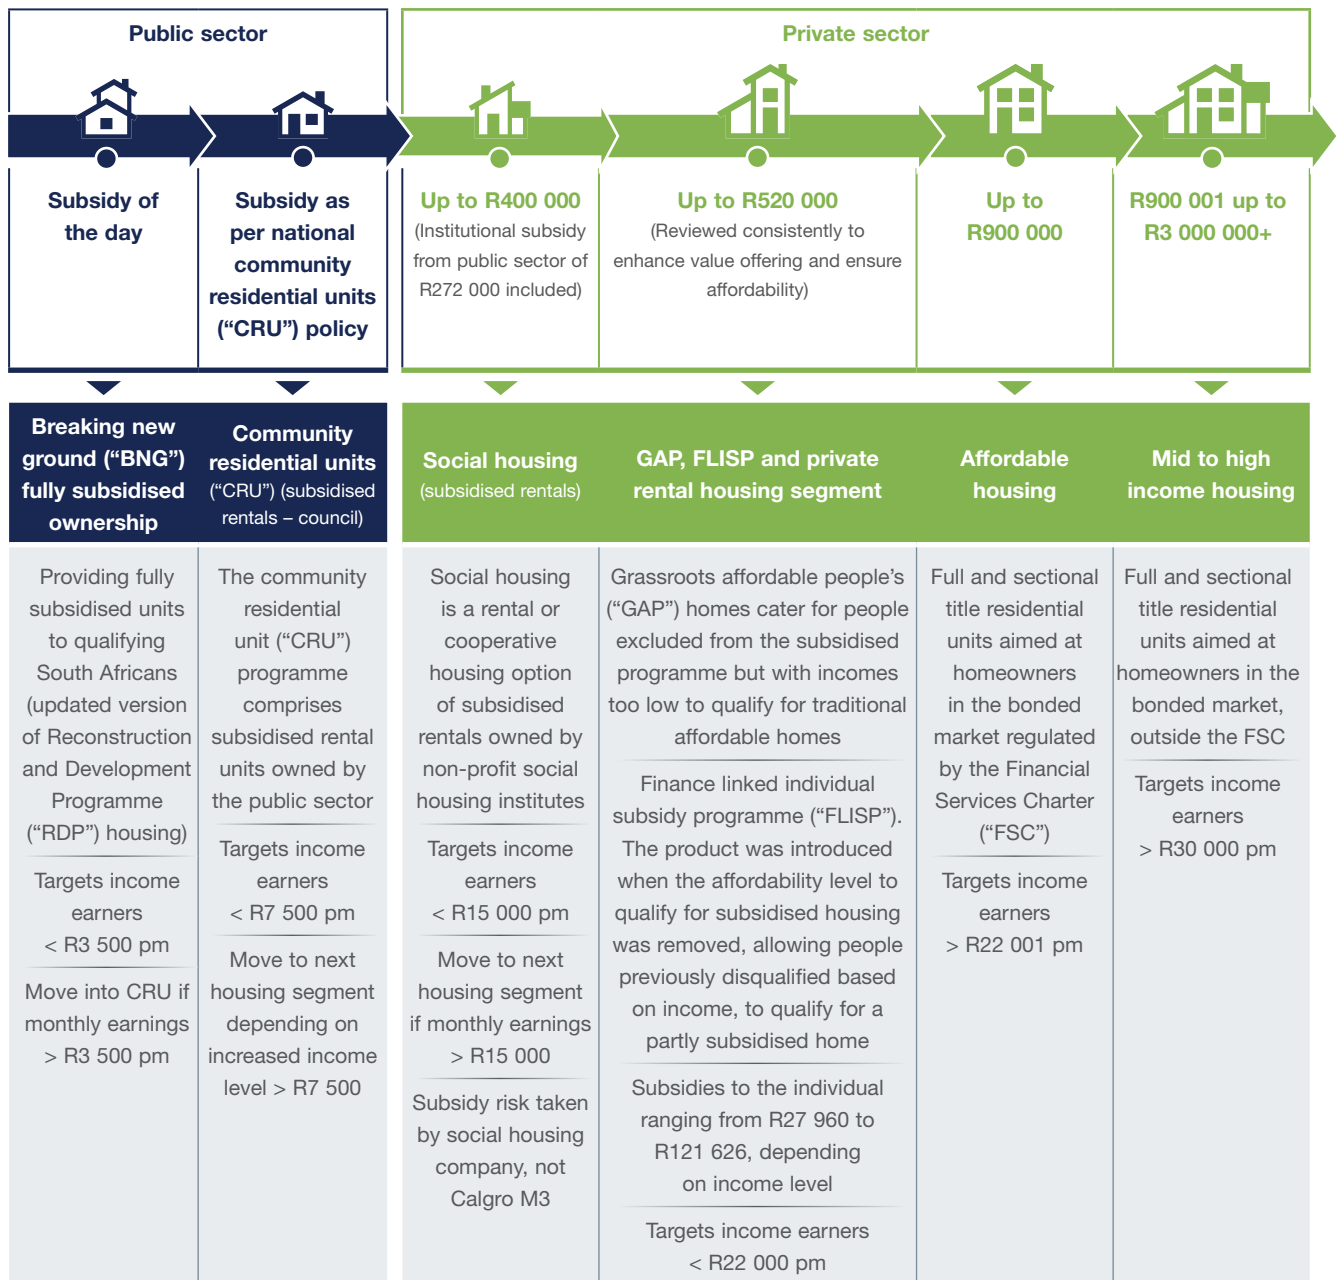 Public sector
Private sector
Subsidy of
the day
Subsidy as
per national
community
residential units
(“CRU”) policy
Up to R400 000
(Institutional subsidy
from public sector of
R272 000 included)
Up to R520 000
(Reviewed consistently to
enhance value offering and ensure
affordability)
Up to
R900 000
R900 001 up to
R3 000 000+
Breaking new
ground (“BNG”)
fully subsidised
ownership
Community
residential units
(“CRU”) (subsidised
rentals – council)
Social housing
(subsidised rentals)
GAP, FLISP and private
rental housing segment
Affordable
housing
Mid to high
income housing
Providing fully
subsidised units
to qualifying
South Africans
(updated version
of Reconstruction
and Development
Programme
(“RDP”) housing)
Targets income
earners
< R3 500 pm
Move into CRU if
monthly earnings
> R3 500 pm
The community
residential
unit (“CRU”)
programme
comprises
subsidised rental
units owned by
the public sector
Targets income
earners
< R7 500 pm
Move to next
housing segment
depending on
increased income
level > R7 500
Social housing
is a rental or
cooperative
housing option
of subsidised
rentals owned by
non-profit social
housing institutes
Targets income
earners
< R15 000 pm
Move to next
housing segment
if monthly earnings
> R15 000
Subsidy risk taken
by social housing
company, not
Calgro M3
Grassroots affordable people’s
(“GAP”) homes cater for people
excluded from the subsidised
programme but with incomes
too low to qualify for traditional
affordable homes
Finance linked individual
subsidy programme (“FLISP”).
The product was introduced
when the affordability level to
qualify for subsidised housing
was removed, allowing people
previously disqualified based
on income, to qualify for a
partly subsidised home
Subsidies to the individual
ranging from R27 960 to
R121 626, depending
on income level
Targets income earners
< R22 000 pm
Full and sectional
title residential
units aimed at
homeowners
in the bonded
market regulated
by the Financial
Services Charter
(“FSC”)
Targets income
earners
> R22 001 pm
Full and sectional
title residential
units aimed at
homeowners in the
bonded market,
outside the FSC
Targets income
earners
> R30 000 pm